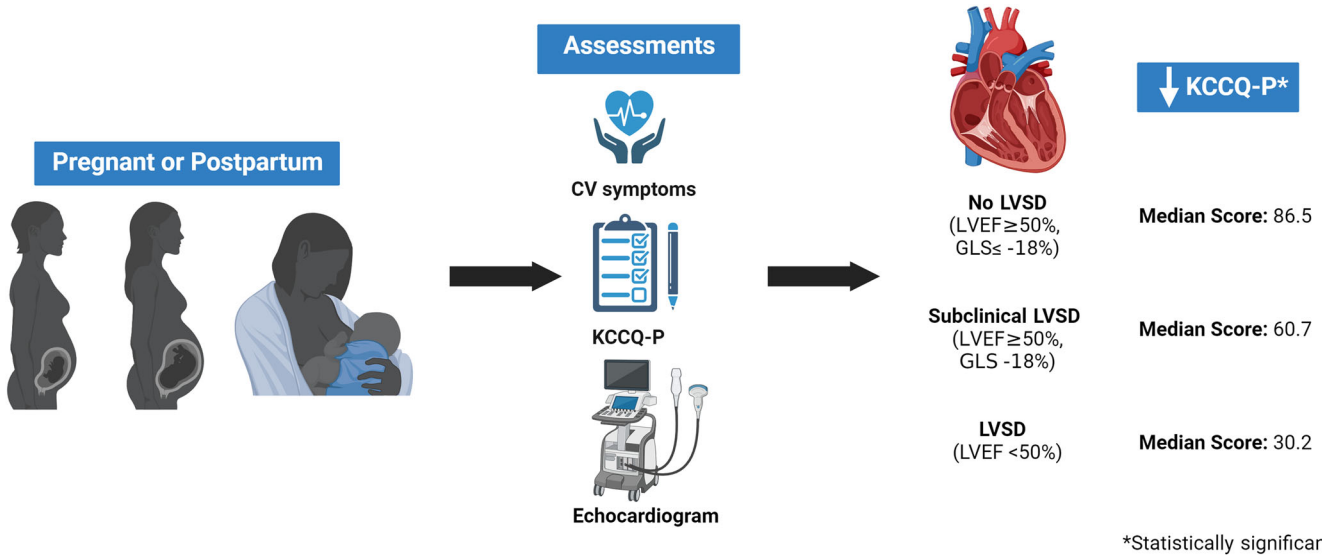 Pregnant or Postpartum
Assessments
CV symptoms
KCCQ-P
Echocardiogram
KCCQ-P*
No LVSD
(LVEF≥50%,
GLS≤ -18%)
Median Score: 86.5
Subclinical LVSD
(LVEF≥50%,
GLS -18%)
Median Score: 60.7
LVSD
(LVEF <50%)
Median Score: 30.2
*Statistically significan